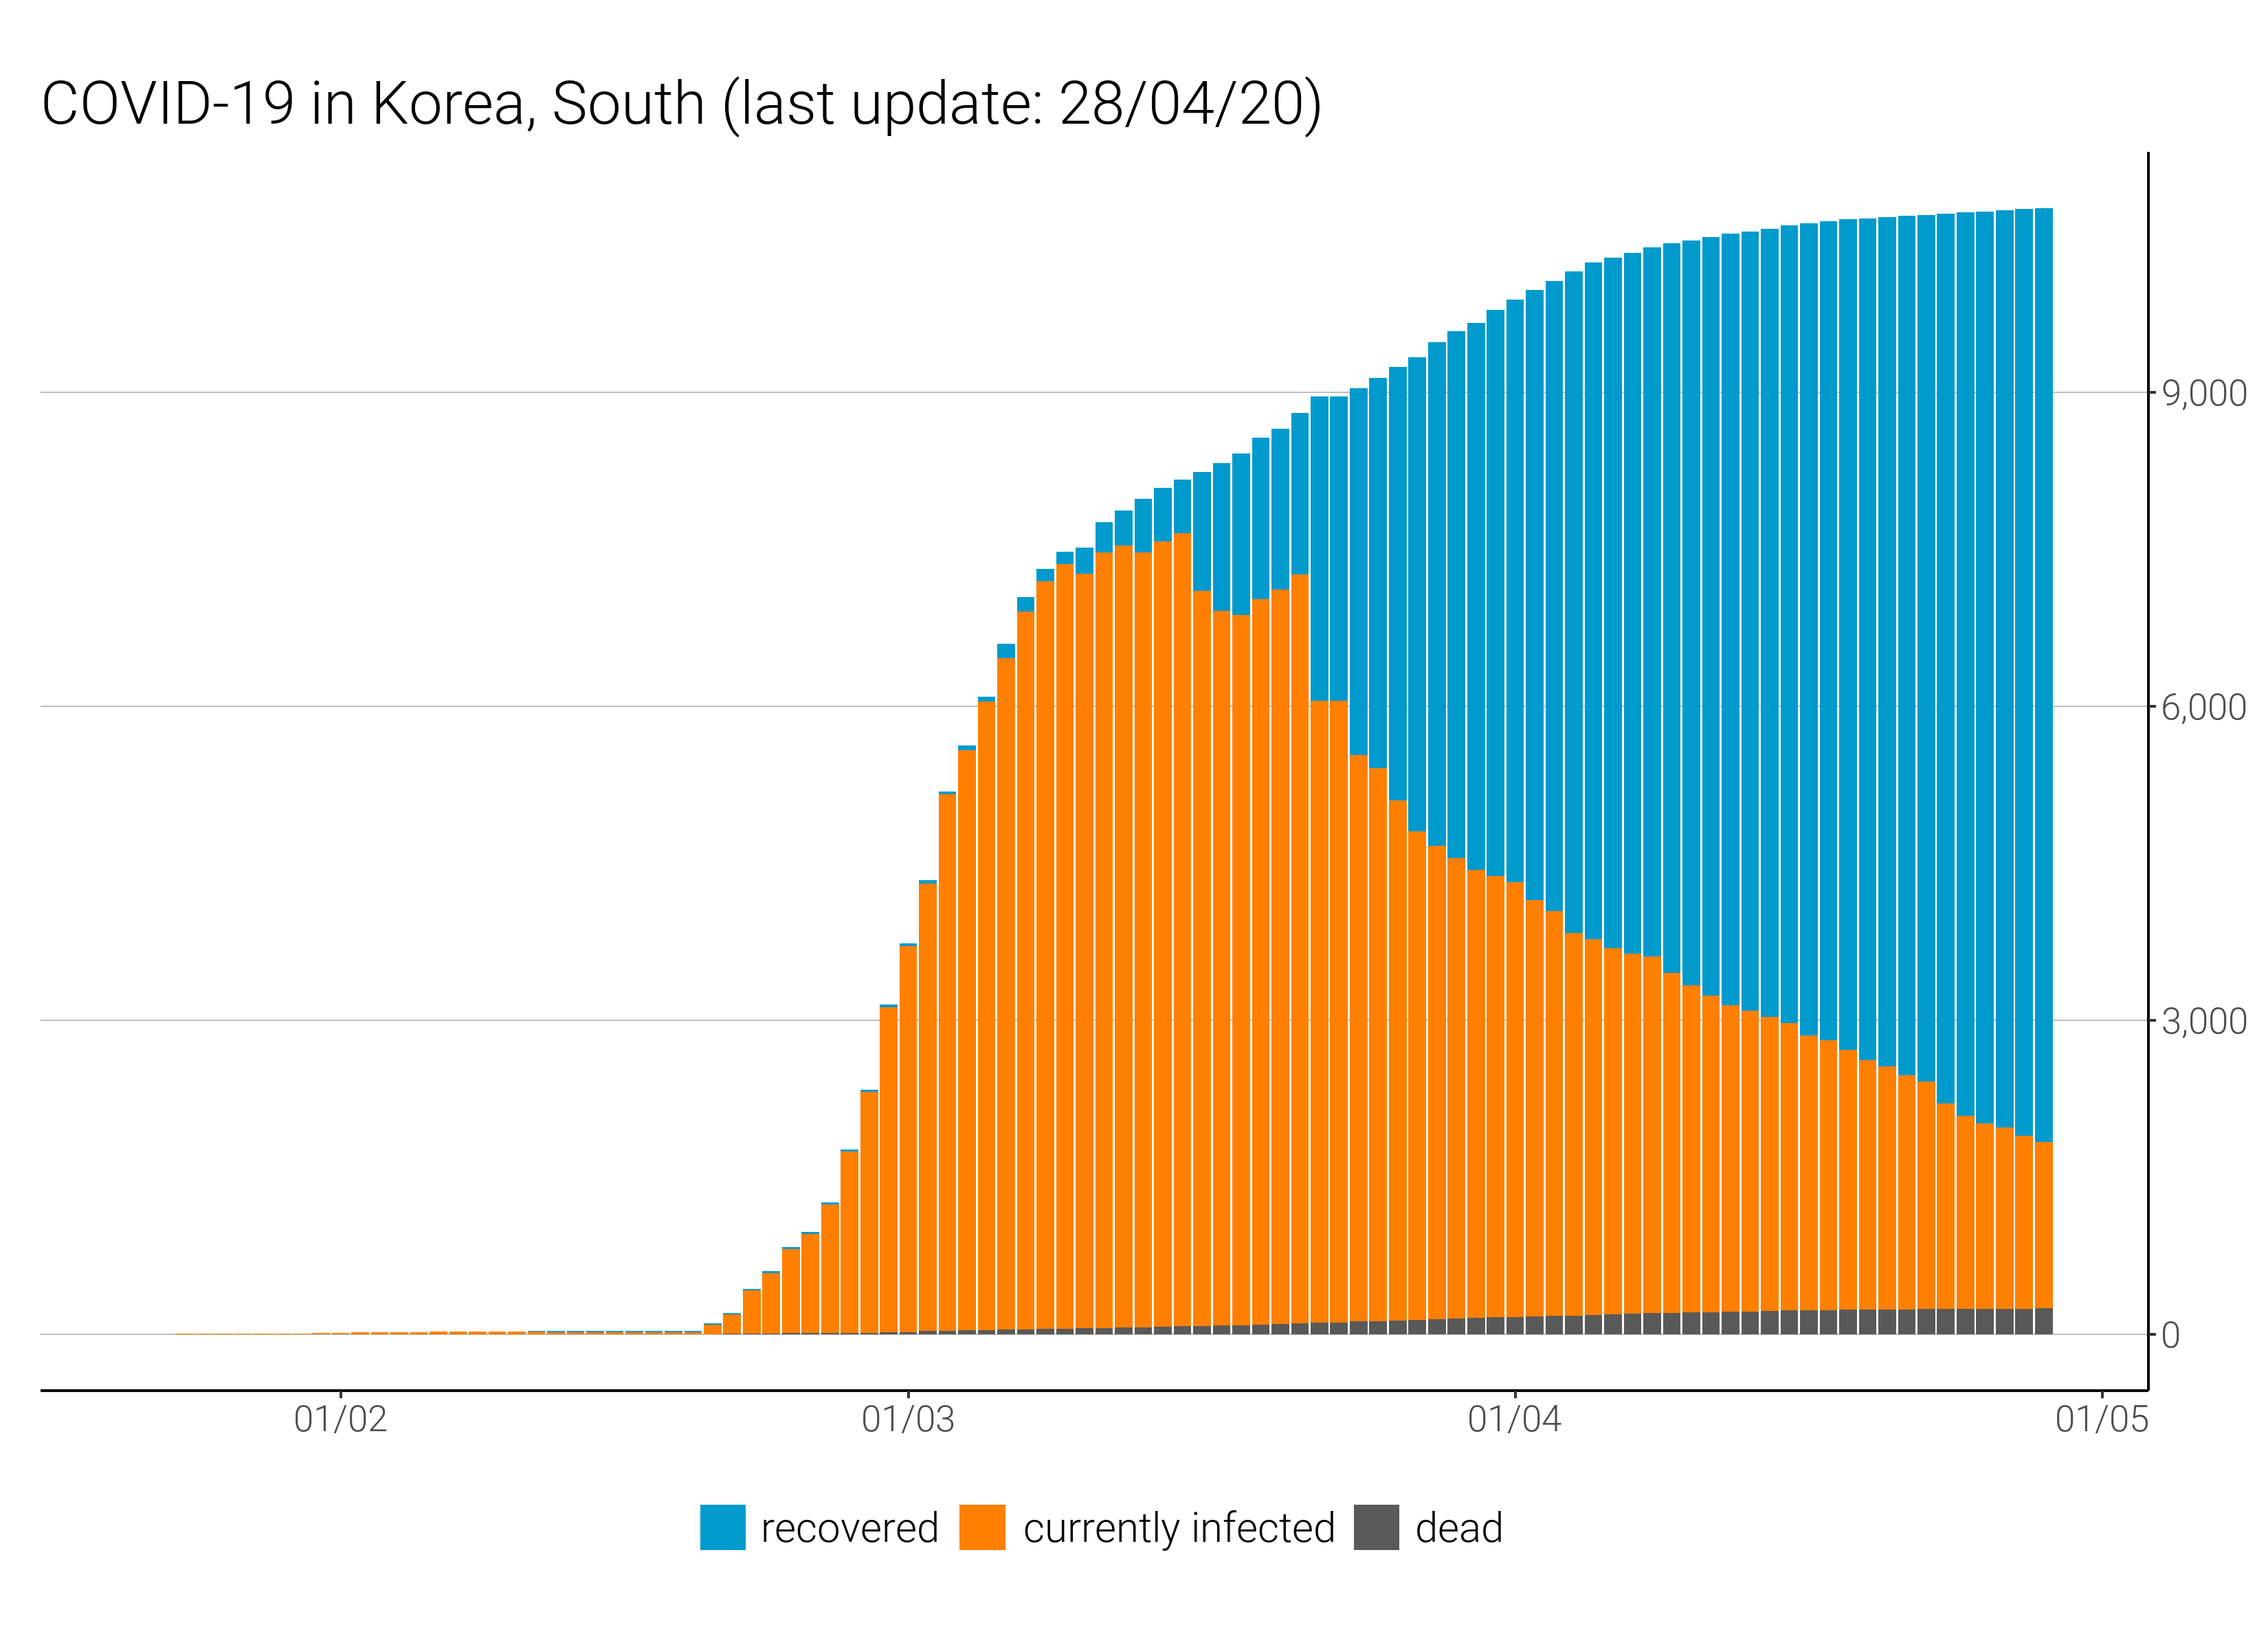 COVID-19 in Korea, South (last update: 28/04/20)
9,000
6,000
3,000
0
01/02 01/03 01/04 01/05
recovered currently infected dead